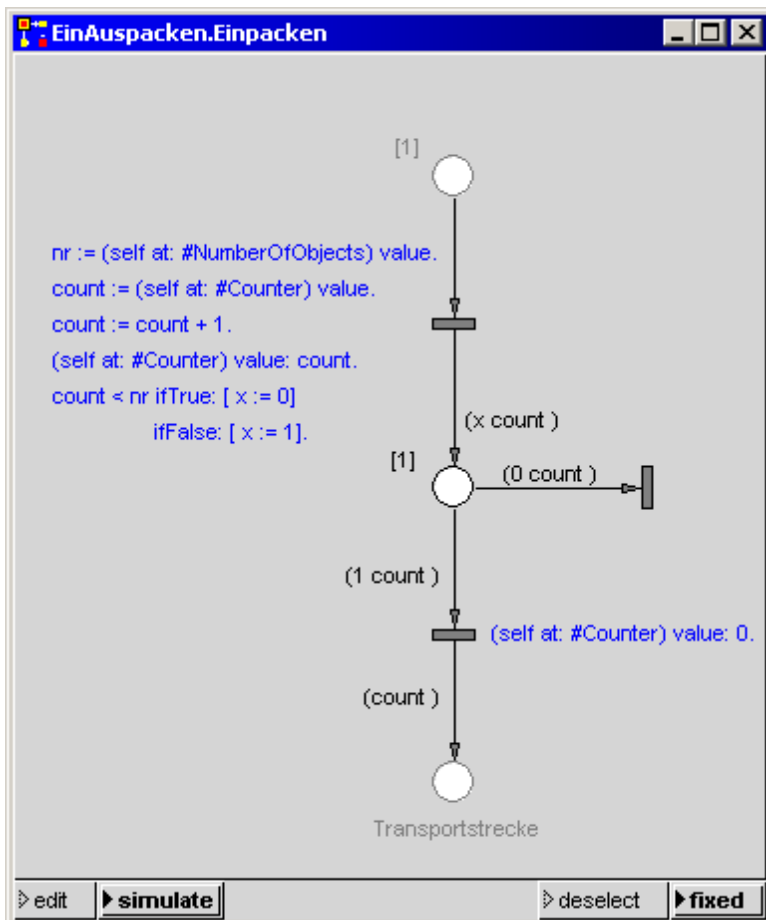 EinAuspacken.Einpacken
[1]
nr := (self at: #NumberOfObjects) value.
count := (self at: #Counter) value.
count := count + 1.
(self at: #Counter) value: count.
count < nr ifTrue: [ x := 0]
ifFalse: [ x := 1].
(x count )
[1]
(0 count )
(1 count )
(self at: #Counter) value: 0.
(count )
Transportstrecke
edit simulate deselect fixed